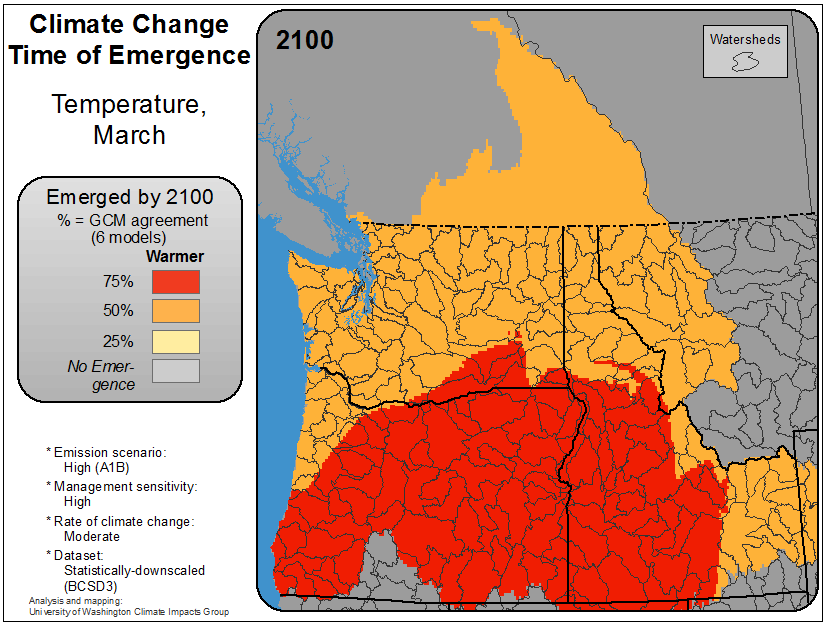 Climate Change
Time of Emergence
Temperature,
March
Emerged by 2100
% = GCM agreement
(6 models)
Warmer
75%
50%
25%
No Emer-
gence
* Emission scenario:
High (A1B)
* Management sensitivity:
High
* Rate of climate change:
Moderate
* Dataset:
Statistically-downscaled
(BCSD3)
Analysis and mapping:
University of Washington Climate Impacts Group
2100
Watersheds